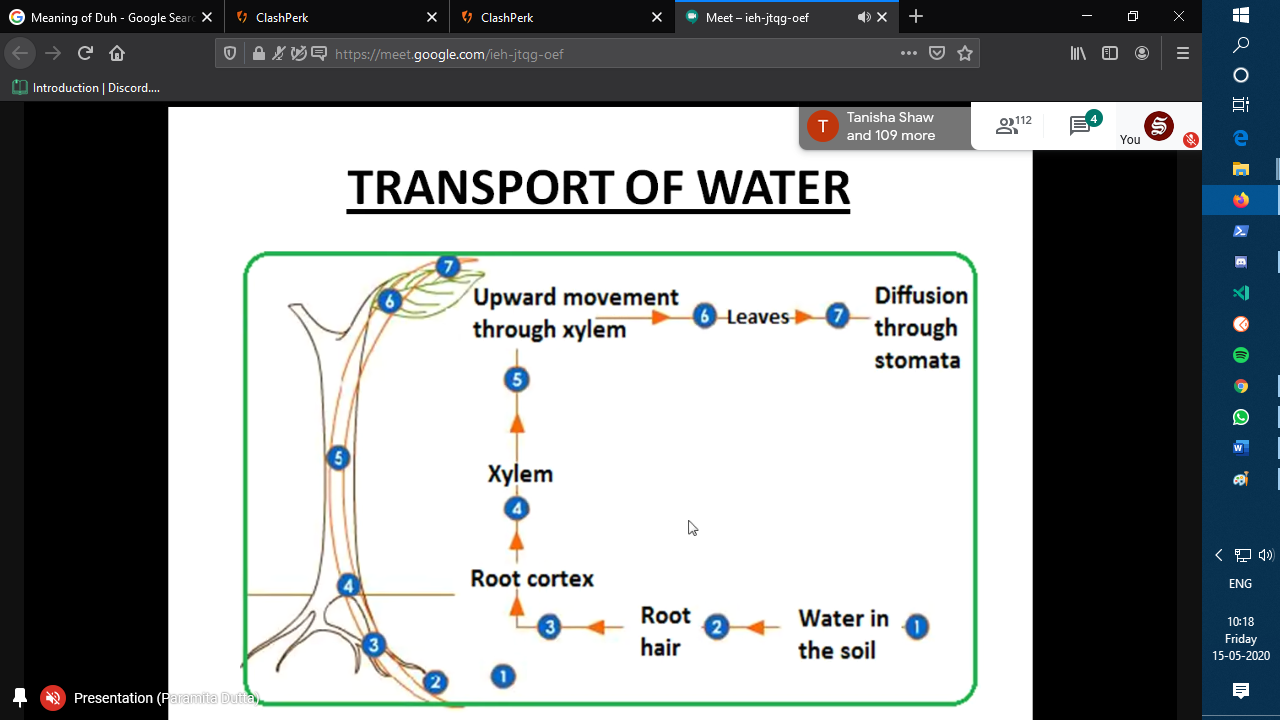 Meaning of Duh - Google Sear
ClashPerk
ClashPerk
Meet – ieh-jtqg-oef
https://meet.google.com/ieh-jtqg-oef
Introduction | Discord....
T
Tanisha Shaw
and 109 more
112
4
You
S
TRANSPORT OF WATER
7
6
5
4
3
2
1
Upward movement
through xylem
6
Leaves
7
Diffusion
through
stomata
5
Xylem
4
Root cortex
3
Root
hair
2
Water in
the soil
1
Presentation (Paramita Dutta)
ENG
10:18
Friday
15-05-2020